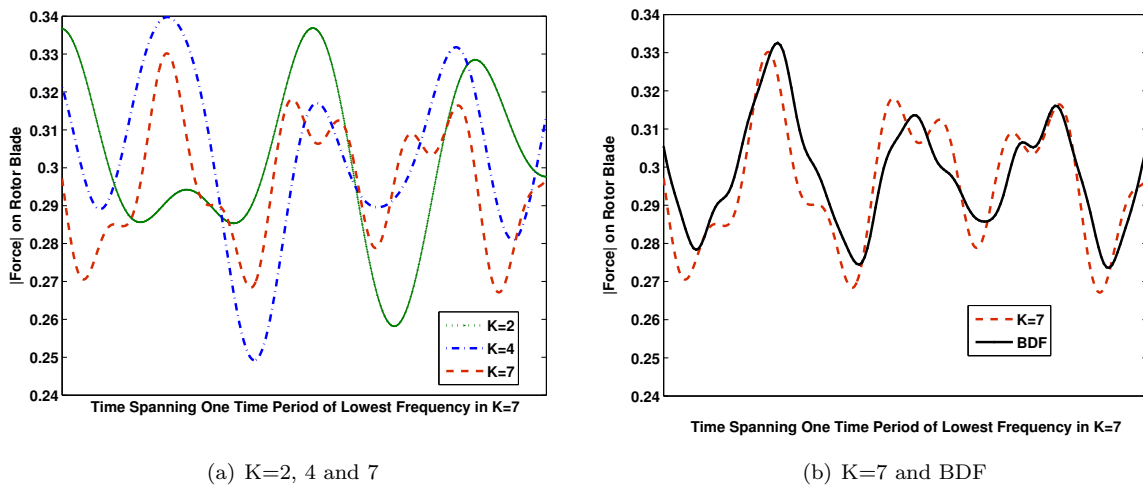 0.34
0.33
0.32
0.31
0.3
0.29
0.28
0.27
0.26
0.25
0.24
|Force| on Rotor Blade
K=2
K=4
K=7
Time Spanning One Time Period of Lowest Frequency in K=7
(a) K=2, 4 and 7
0.34
0.33
0.32
0.31
0.3
0.29
0.28
0.27
0.26
0.25
0.24
|Force| on Rotor Blade
K=7
BDF
Time Spanning One Time Period of Lowest Frequency in K=7
(b) K=7 and BDF